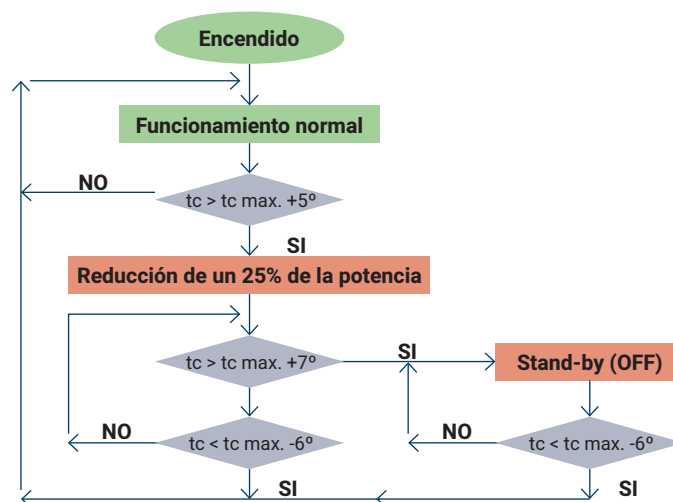 Encendido
Funcionamiento normal
NO
tc > tc max. +5º
SI
Reducción de un 25% de la potencia
tc > tc max. +7º
SI
Stand-by (OFF)
NO
tc < tc max. -6º
NO
tc < tc max. -6º
SI
SI